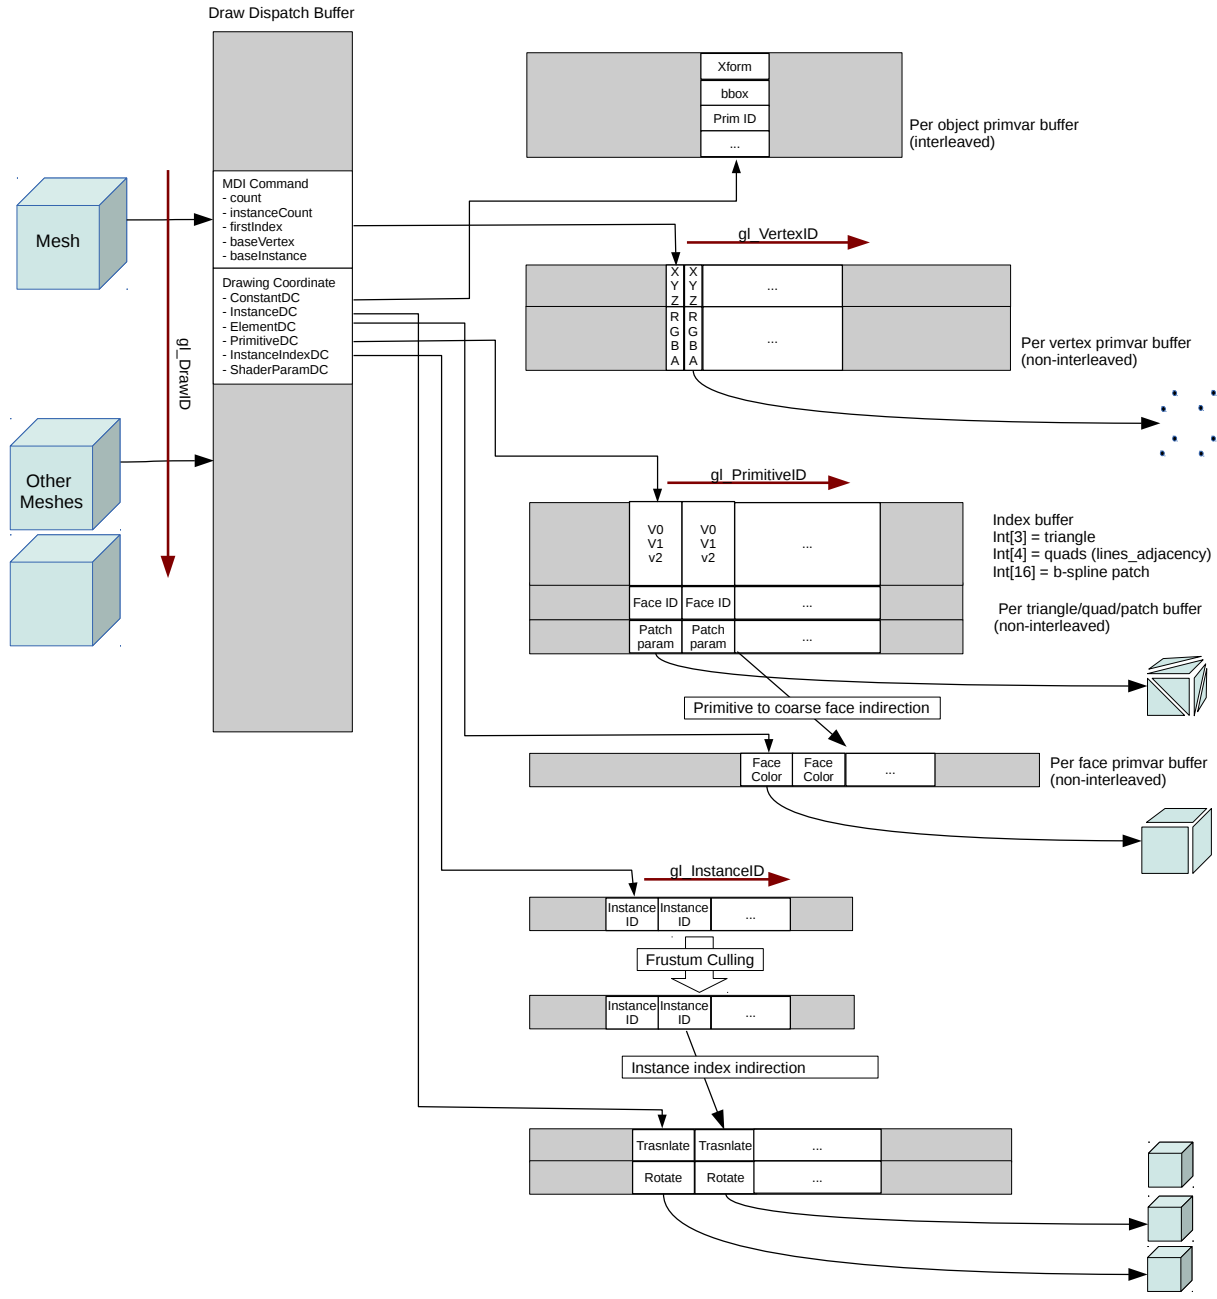 Draw Dispatch Buffer
Xform
bbox
Prim ID
...
Per object primvar buffer
(interleaved)
MDI Command
- count
- instanceCount
- firstIndex
- baseVertex
- baseInstance
Mesh
Drawing Coordinate
- ConstantDC
- InstanceDC
- ElementDC
- PrimitiveDC
- InstanceIndexDC
- ShaderParamDC
gl_DrawID
Other
Meshes
gl_VertexID
X X
Y Y
Z Z
...
R R
G G
B B
A A
...
Per vertex primvar buffer
(non-interleaved)
gl_PrimitiveID
V0 V0
V1 V1
v2 v2
...
Index buffer
Int[3] = triangle
Int[4] = quads (lines_adjacency)
Int[16] = b-spline patch
Face ID Face ID ...
Per triangle/quad/patch buffer
(non-interleaved)
Patch Patch
param param
...
Primitive to coarse face indirection
Face Face
Color Color
...
Per face primvar buffer
(non-interleaved)
gl_InstanceID
Instance Instance
ID ID
...
Frustum Culling
Instance Instance
ID ID
...
Instance index indirection
Trasnlate Trasnlate ...
Rotate Rotate ...